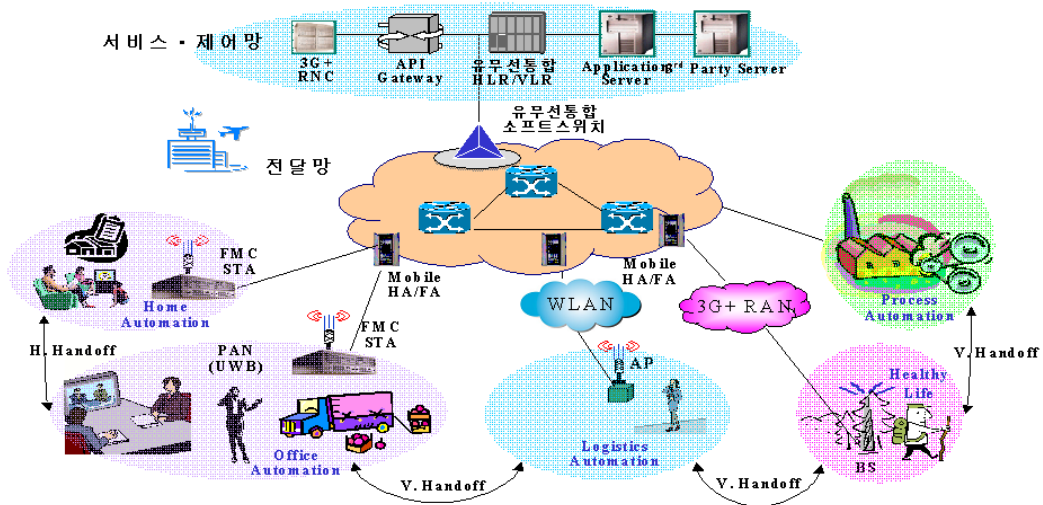 서비스 · 제어망
3G+
RNC
API
Gateway
유무선통합
HLR/VLR
Application
Server
3rd Party Server
유무선통합
소프트스위치
전달망
FMC
STA
Home
Automation
Mobile
HA/FA
Mobile
HA/FA
WLAN
3G+ RAN
Process
Automation
H. Handoff
PAN
(UWB)
FMC
STA
Office
Automation
AP
Logistics
Automation
V. Handoff
Healthy
Life
BS
V. Handoff
V. Handoff